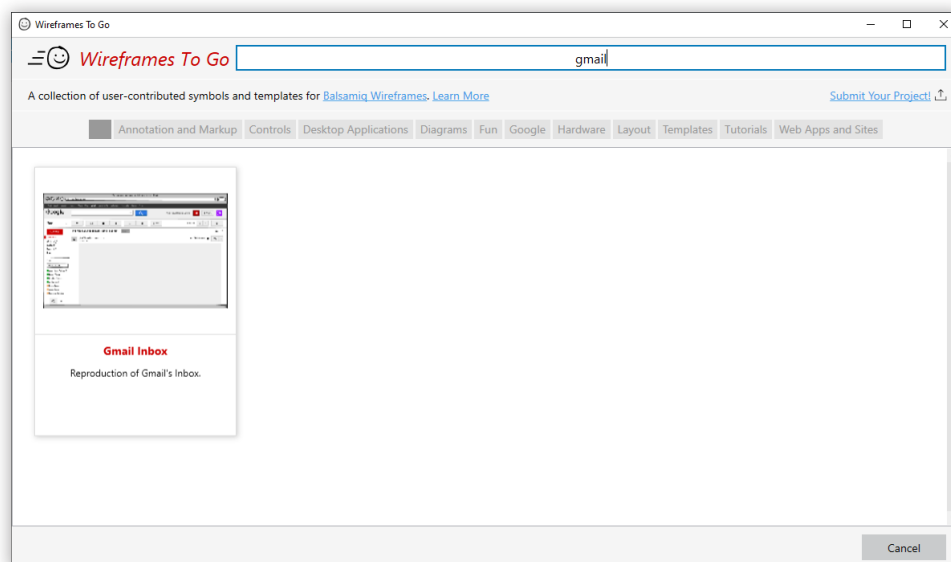 Wireframes To Go
Wireframes To Go
gmail
A collection of user-contributed symbols and templates for Balsamiq Wireframes. Learn More
Submit Your Project!
Annotation and Markup Controls Desktop Applications Diagrams Fun Google Hardware Layout Templates Tutorials Web Apps and Sites
Google
Gmail Inbox
Reproduction of Gmail's Inbox.
Cancel